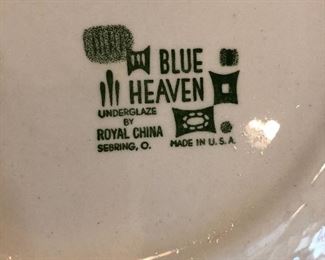 BLUE
HEAVEN
UNDERGLAZE
BY
ROYAL CHINA
SEBRING, O. MADE IN U.S.A.